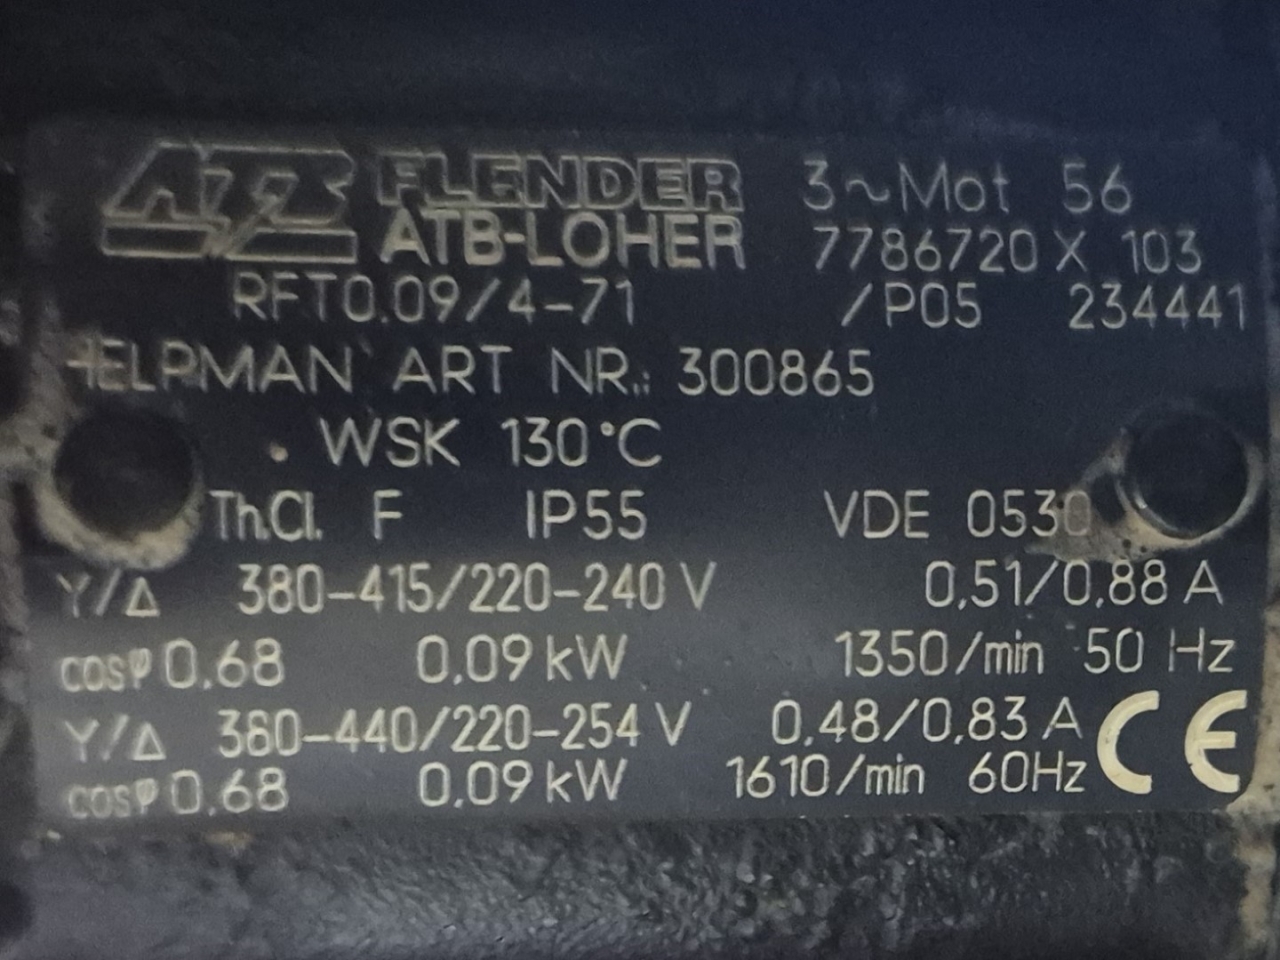 ATB FLENDER 3~Mot 56
ATB-LOHER 7786720 X 103
RFT0.09/4-71 /P05 234441
HELPMAN ART NR.: 300865
WSK 130°C
Th.Cl. F IP55 VDE 0530
Y/Δ 380-415/220-240 V 0,51/0,88 A
cosφ 0,68 0,09 kW 1350/min 50 Hz
Y/Δ 380-440/220-254 V 0,48/0,83 A CE
cosφ 0,68 0,09 kW 1610/min 60Hz